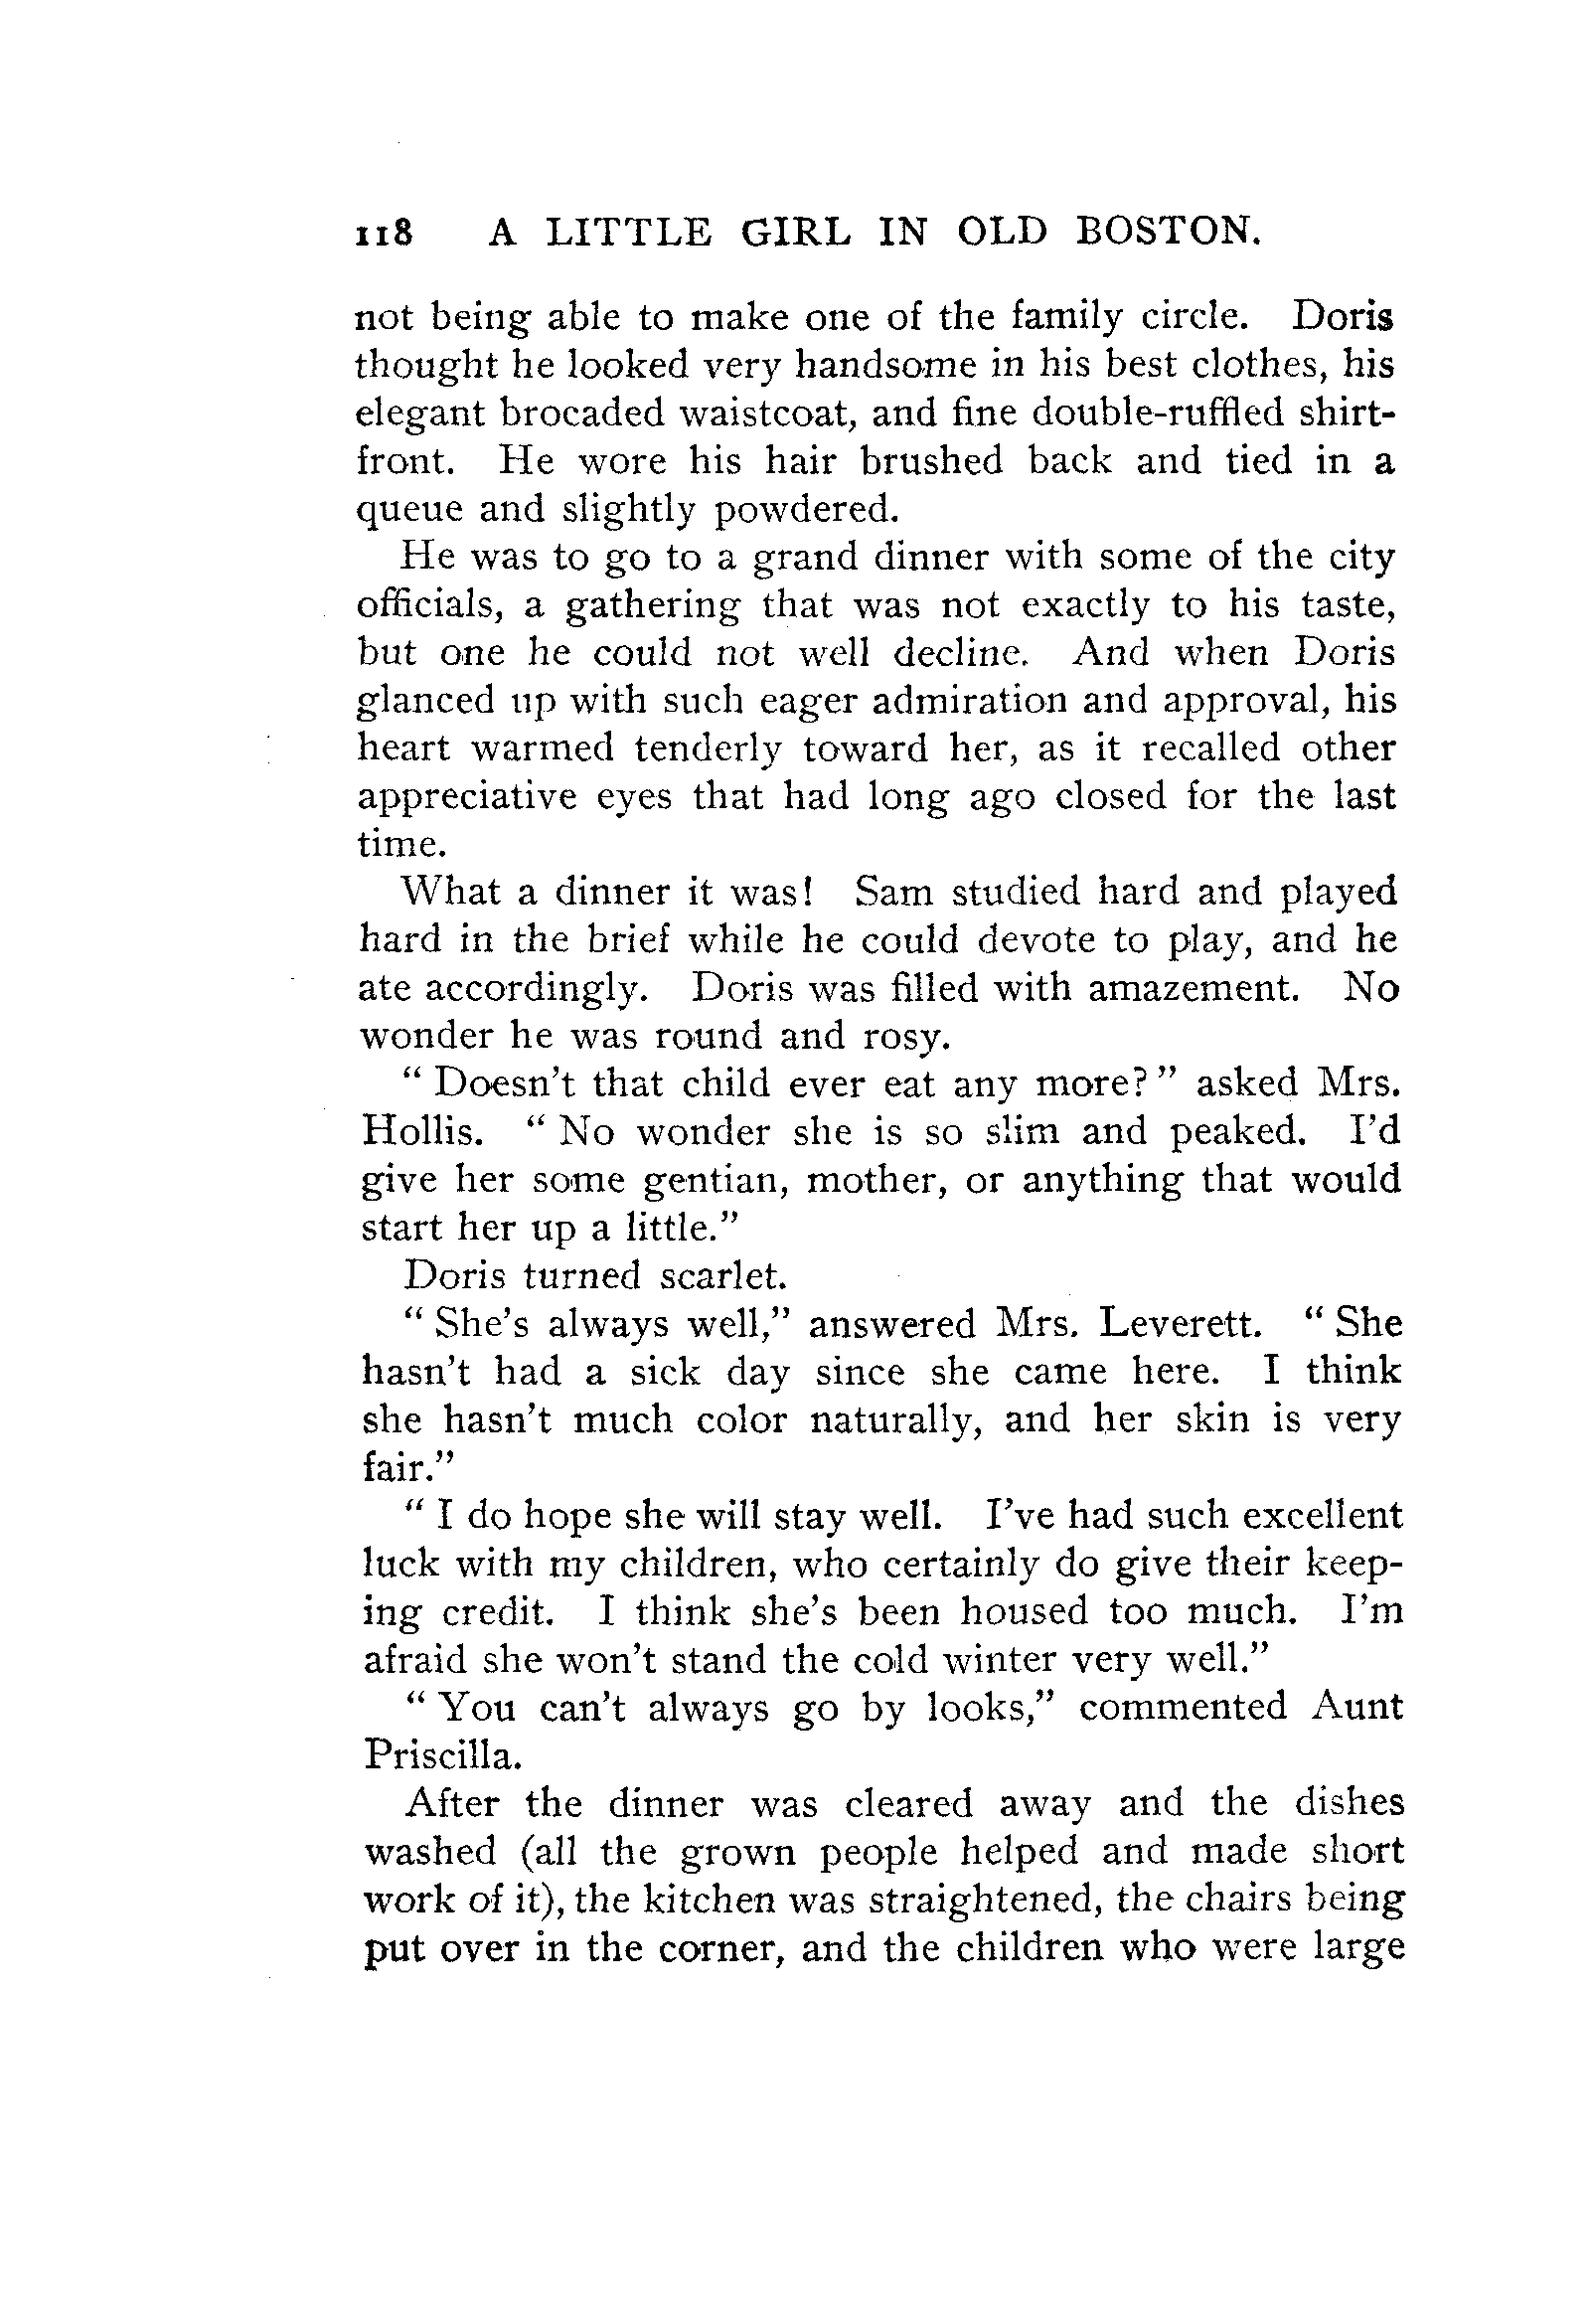 118 A LITTLE GIRL IN OLD BOSTON.
not being able to make one of the family circle. Doris
thought he looked very handsome in his best clothes, his
elegant brocaded waistcoat, and fine double-ruffled shirt-
front. He wore his hair brushed back and tied in a
queue and slightly powdered.
He was to go to a grand dinner with some of the city
officials, a gathering that was not exactly to his taste,
but one he could not well decline. And when Doris
glanced up with such eager admiration and approval, his
heart warmed tenderly toward her, as it recalled other
appreciative eyes that had long ago closed for the last
time.
What a dinner it was! Sam studied hard and played
hard in the brief while he could devote to play, and he
ate accordingly. Doris was filled with amazement. No
wonder he was round and rosy.
“ Doesn't that child ever eat any more? ” asked Mrs.
Hollis. “ No wonder she is so slim and peaked. I'd
give her some gentian, mother, or anything that would
start her up a little.”
Doris turned scarlet.
“ She's always well,” answered Mrs. Leverett. “ She
hasn't had a sick day since she came here. I think
she hasn't much color naturally, and her skin is very
fair.”
“ I do hope she will stay well. I've had such excellent
luck with my children, who certainly do give their keep-
ing credit. I think she's been housed too much. I'm
afraid she won't stand the cold winter very well.”
“ You can't always go by looks,” commented Aunt
Priscilla.
After the dinner was cleared away and the dishes
washed (all the grown people helped and made short
work of it), the kitchen was straightened, the chairs being
put over in the corner, and the children who were large